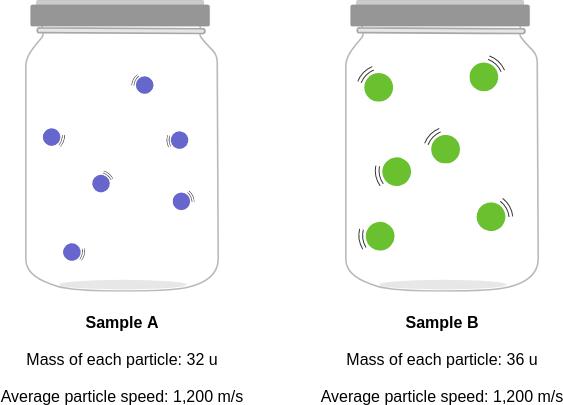 Sample A
Mass of each particle: 32 u
Average particle speed: 1,200 m/s
Sample B
Mass of each particle: 36 u
Average particle speed: 1,200 m/s